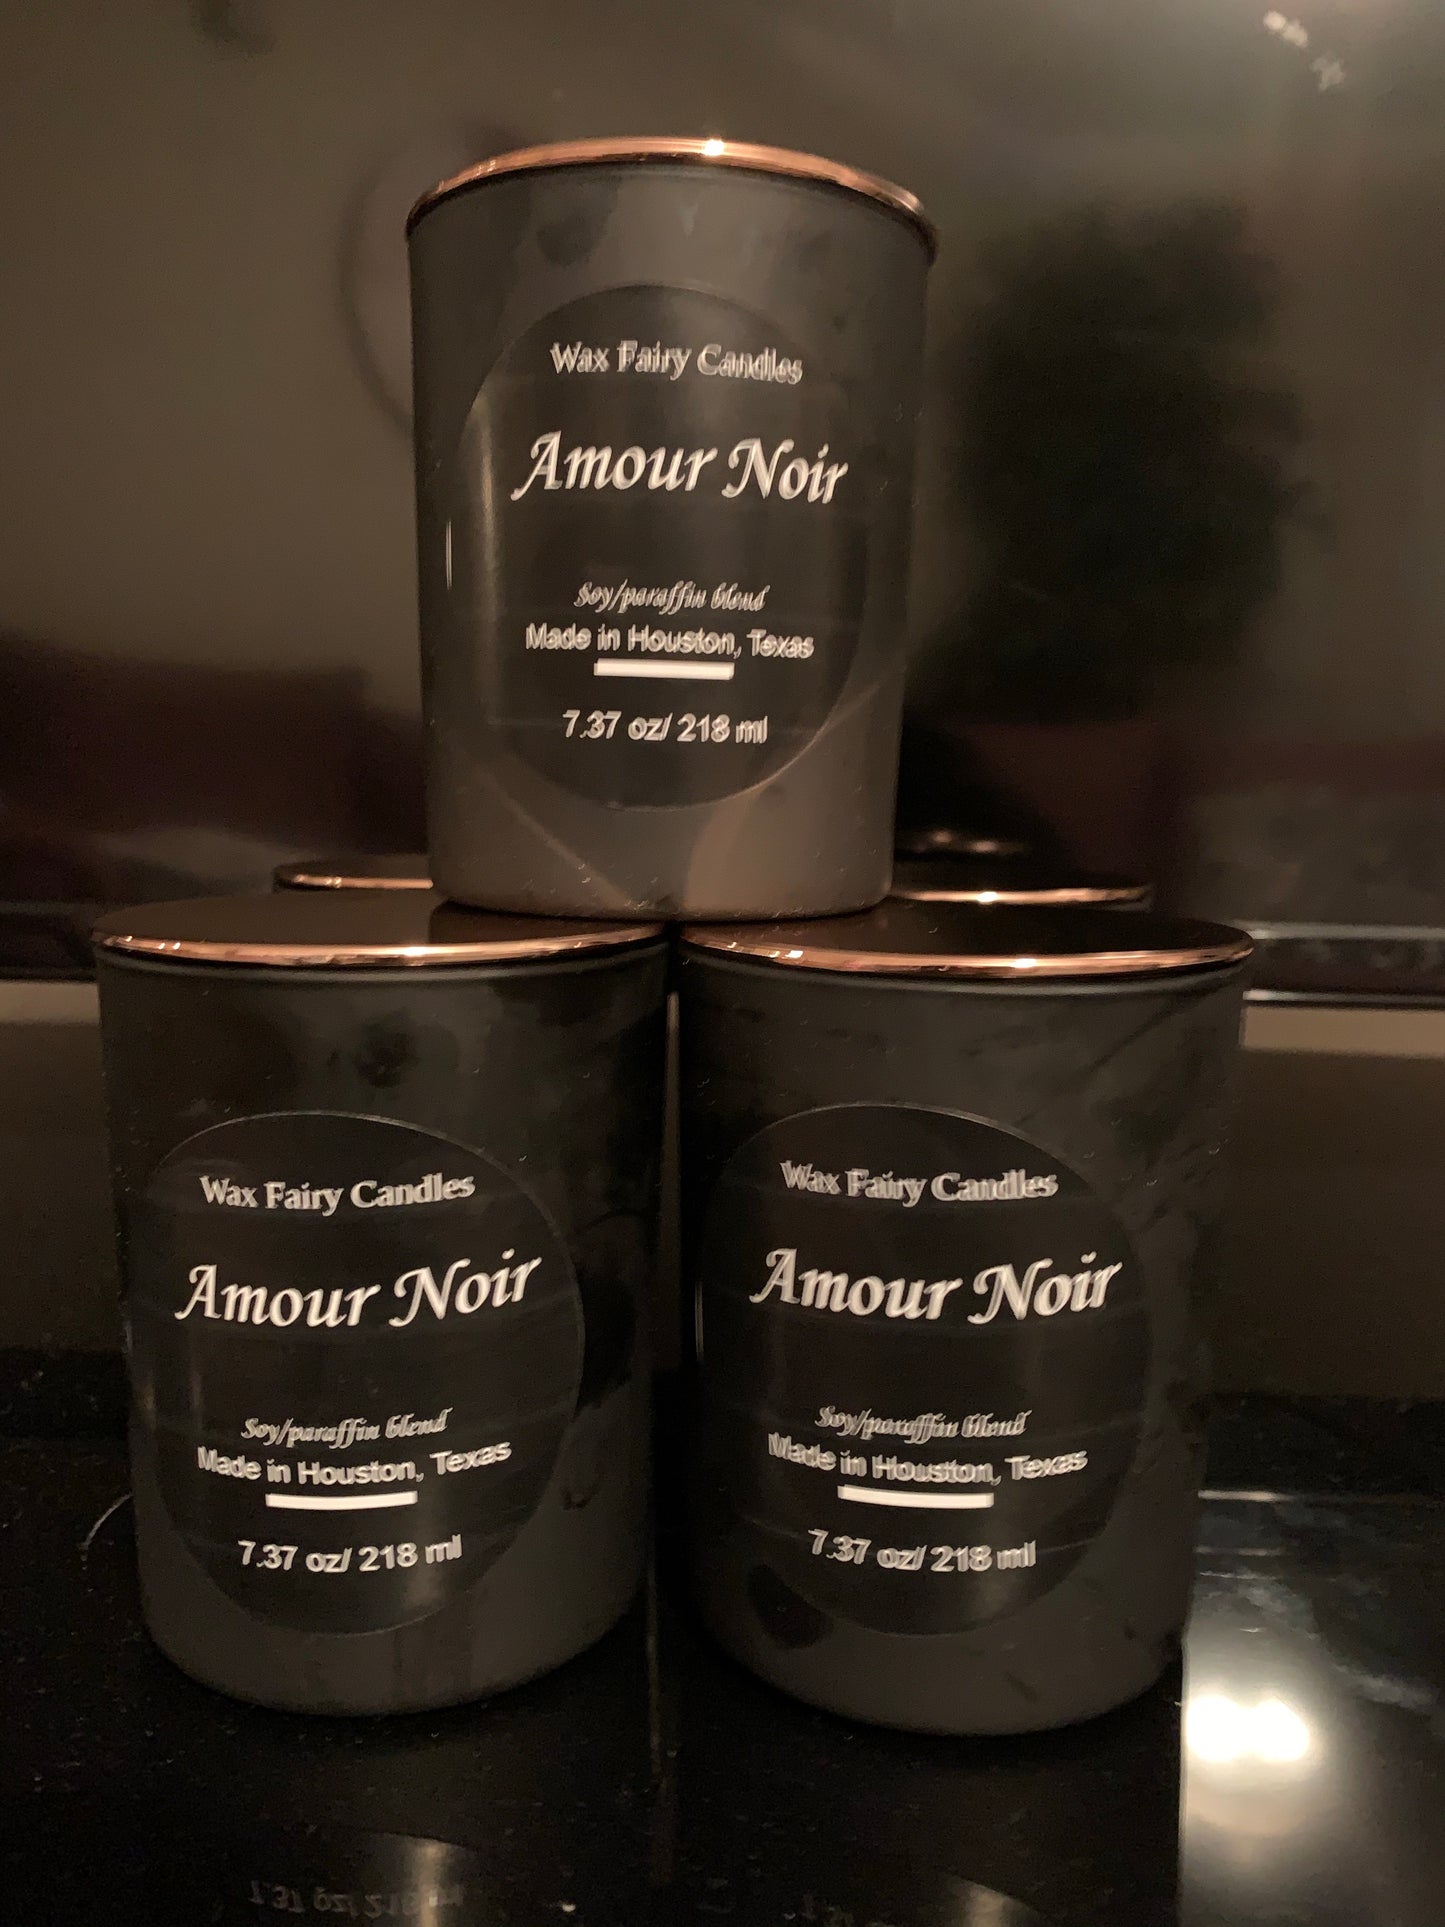 Wax Fairy Candles
Amour Noir
Soy/paraffin blend
Made in Houston, Texas
7.37 oz/ 218 ml
Wax Fairy Candles
Amour Noir
Soy/paraffin blend
Made in Houston, Texas
7.37 oz/ 218 ml
Wax Fairy Candles
Amour Noir
Soy/paraffin blend
Made in Houston, Texas
7.37 oz/ 218 ml